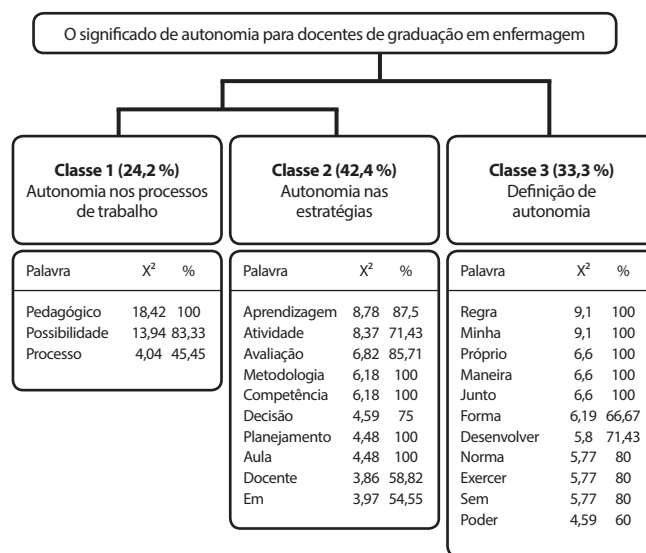 O significado de autonomia para docentes de graduação em enfermagem
Classe 1 (24,2 %)
Autonomia nos processos
de trabalho
Palavra X² %
Pedagógico 18,42 100
Possibilidade 13,94 83,33
Processo 4,04 45,45
Classe 2 (42,4 %)
Autonomia nas
estratégias
Palavra X² %
Aprendizagem 8,78 87,5
Atividade 8,37 71,43
Avaliação 6,82 85,71
Metodologia 6,18 100
Competência 6,18 100
Decisão 4,59 75
Planejamento 4,48 100
Aula 4,48 100
Docente 3,86 58,82
Em 3,97 54,55
Classe 3 (33,3 %)
Definição de
autonomia
Palavra X² %
Regra 9,1 100
Minha 9,1 100
Próprio 6,6 100
Maneira 6,6 100
Junto 6,6 100
Forma 6,19 66,67
Desenvolver 5,8 71,43
Norma 5,77 80
Exercer 5,77 80
Sem 5,77 80
Poder 4,59 60